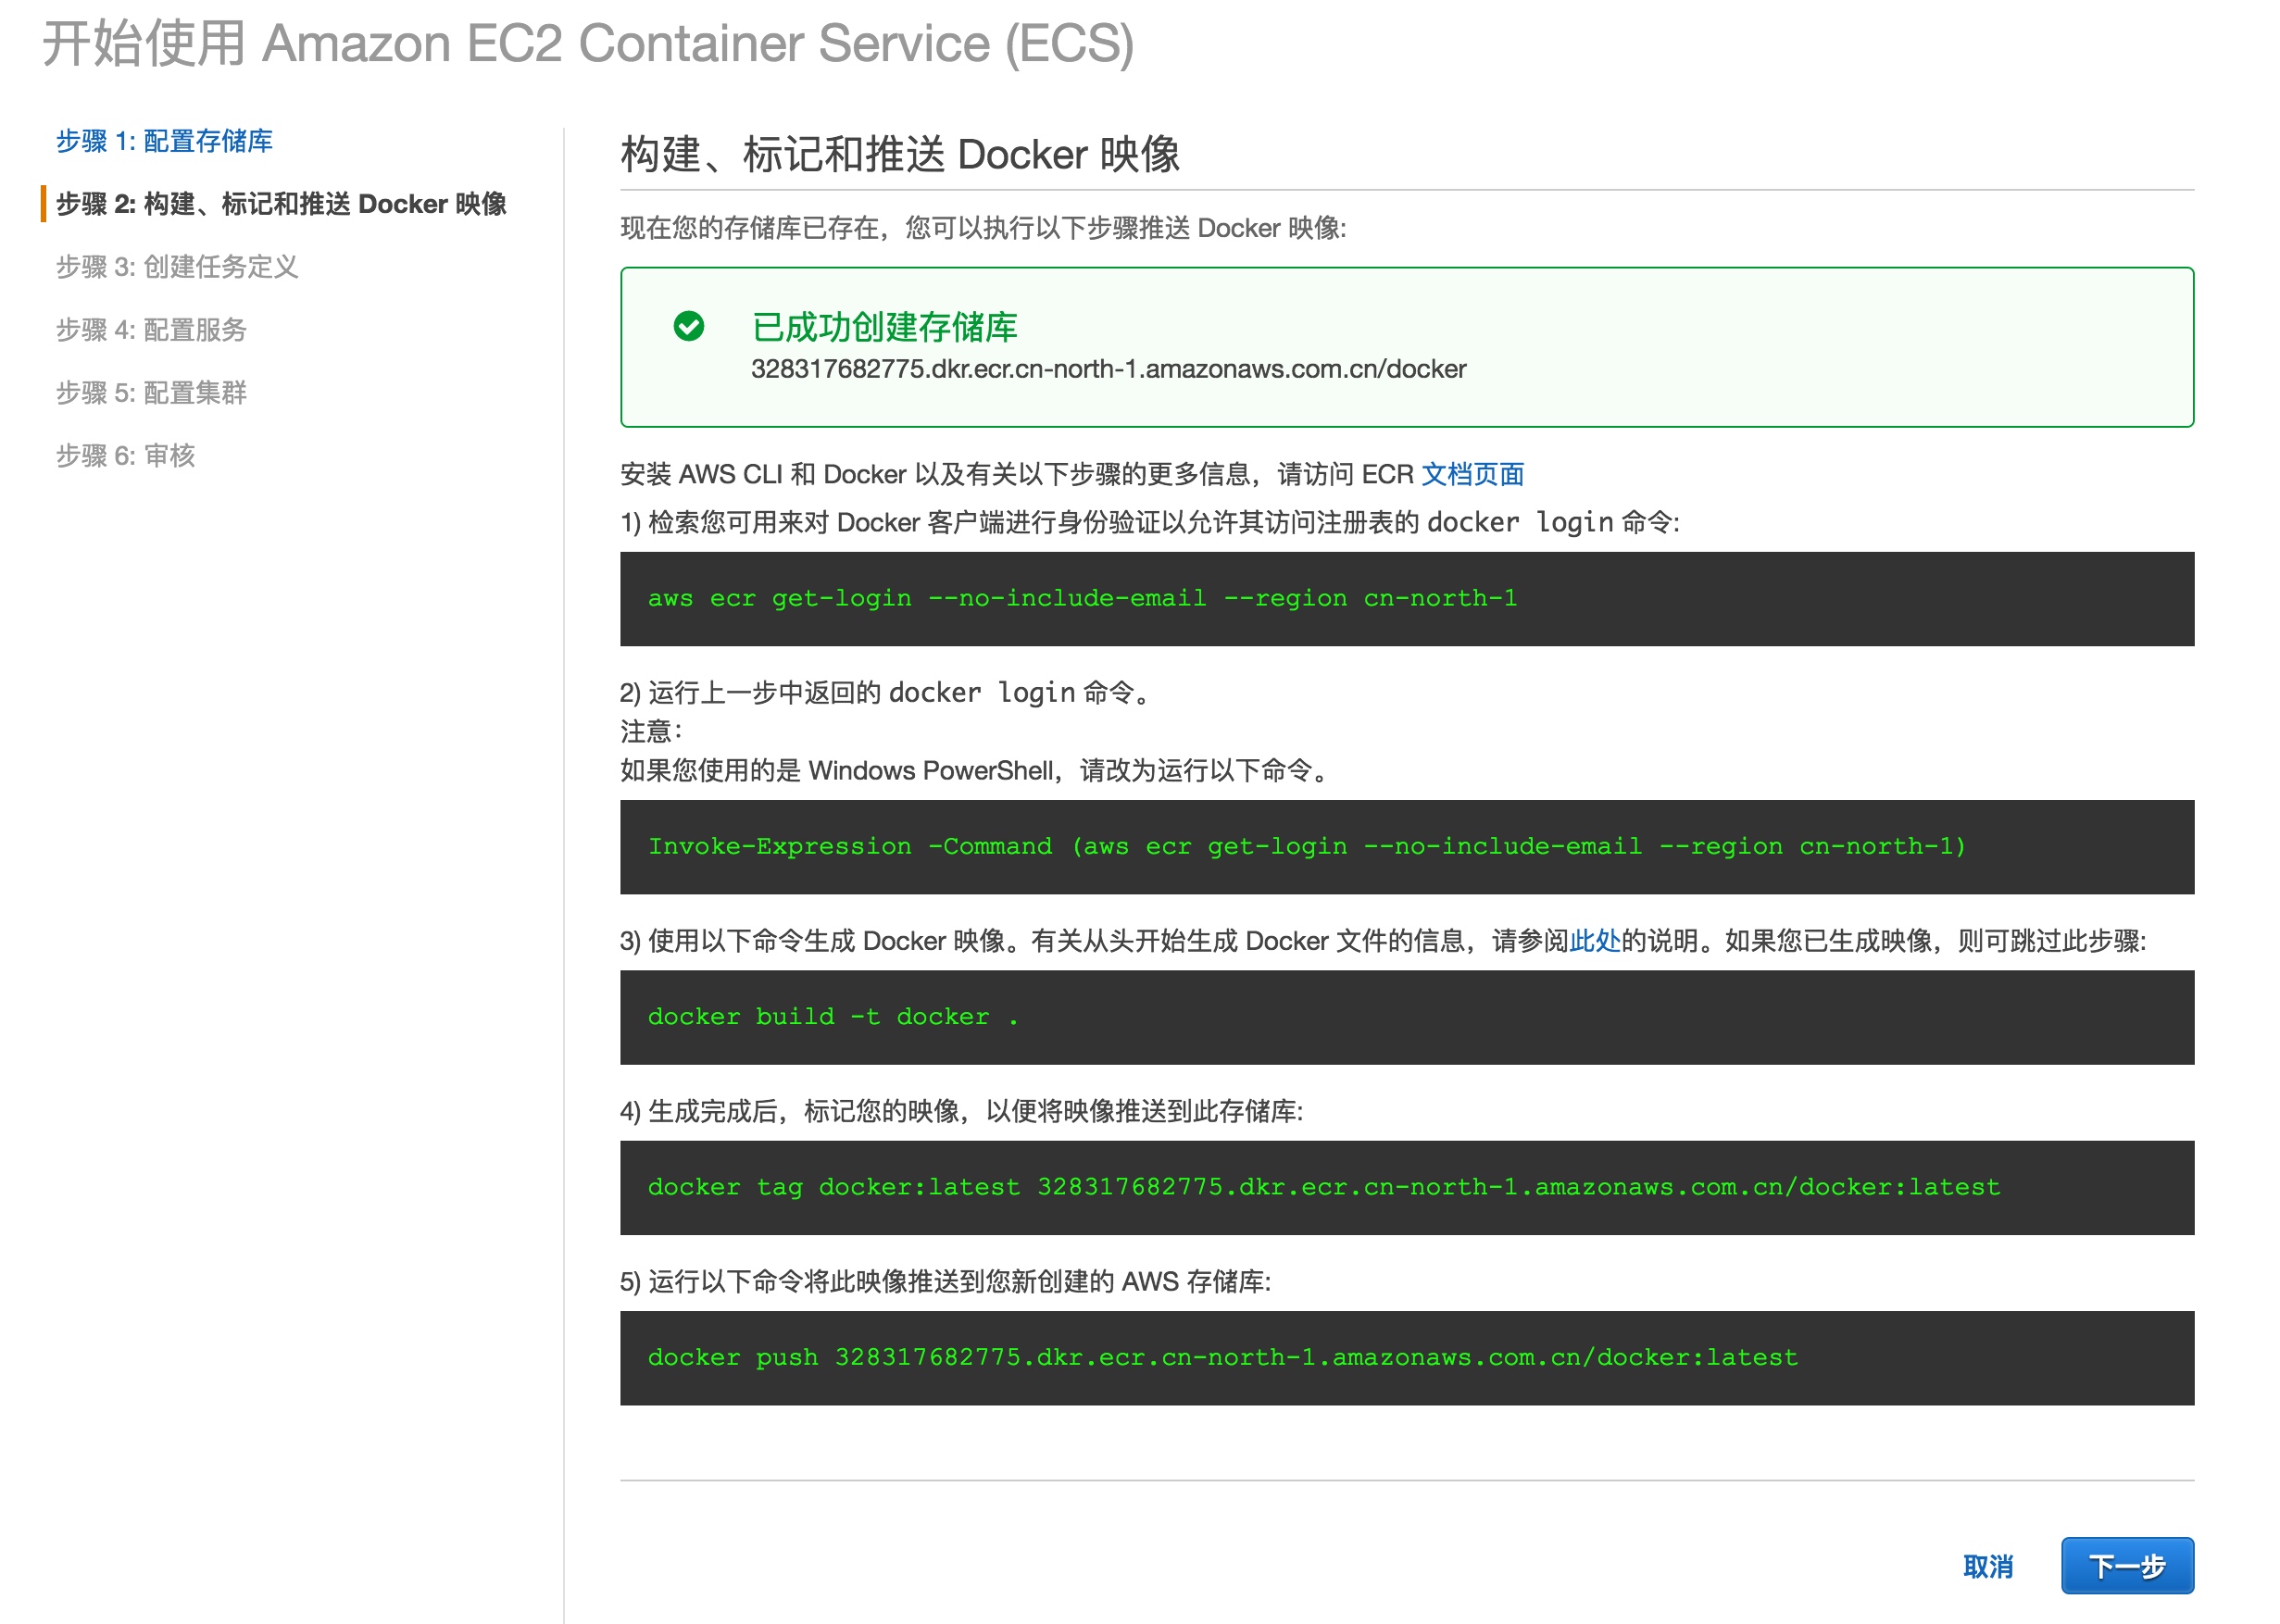 开始使用 Amazon EC2 Container Service (ECS)
步骤 1: 配置存储库
步骤 2: 构建、标记和推送 Docker 映像
步骤 3: 创建任务定义
步骤 4: 配置服务
步骤 5: 配置集群
步骤 6: 审核
构建、标记和推送 Docker 映像
现在您的存储库已存在，您可以执行以下步骤推送 Docker 映像:
已成功创建存储库
328317682775.dkr.ecr.cn-north-1.amazonaws.com.cn/docker
安装 AWS CLI 和 Docker 以及有关以下步骤的更多信息，请访问 ECR 文档页面
1) 检索您可用来对 Docker 客户端进行身份验证以允许其访问注册表的 docker login 命令:
aws ecr get-login --no-include-email --region cn-north-1
2) 运行上一步中返回的 docker login 命令。
注意：
如果您使用的是 Windows PowerShell，请改为运行以下命令。
Invoke-Expression -Command (aws ecr get-login --no-include-email --region cn-north-1)
3) 使用以下命令生成 Docker 映像。有关从头开始生成 Docker 文件的信息，请参阅此处的说明。如果您已生成映像，则可跳过此步骤:
docker build -t docker .
4) 生成完成后，标记您的映像，以便将映像推送到此存储库:
docker tag docker:latest 328317682775.dkr.ecr.cn-north-1.amazonaws.com.cn/docker:latest
5) 运行以下命令将此映像推送到您新创建的 AWS 存储库:
docker push 328317682775.dkr.ecr.cn-north-1.amazonaws.com.cn/docker:latest
取消
下一步